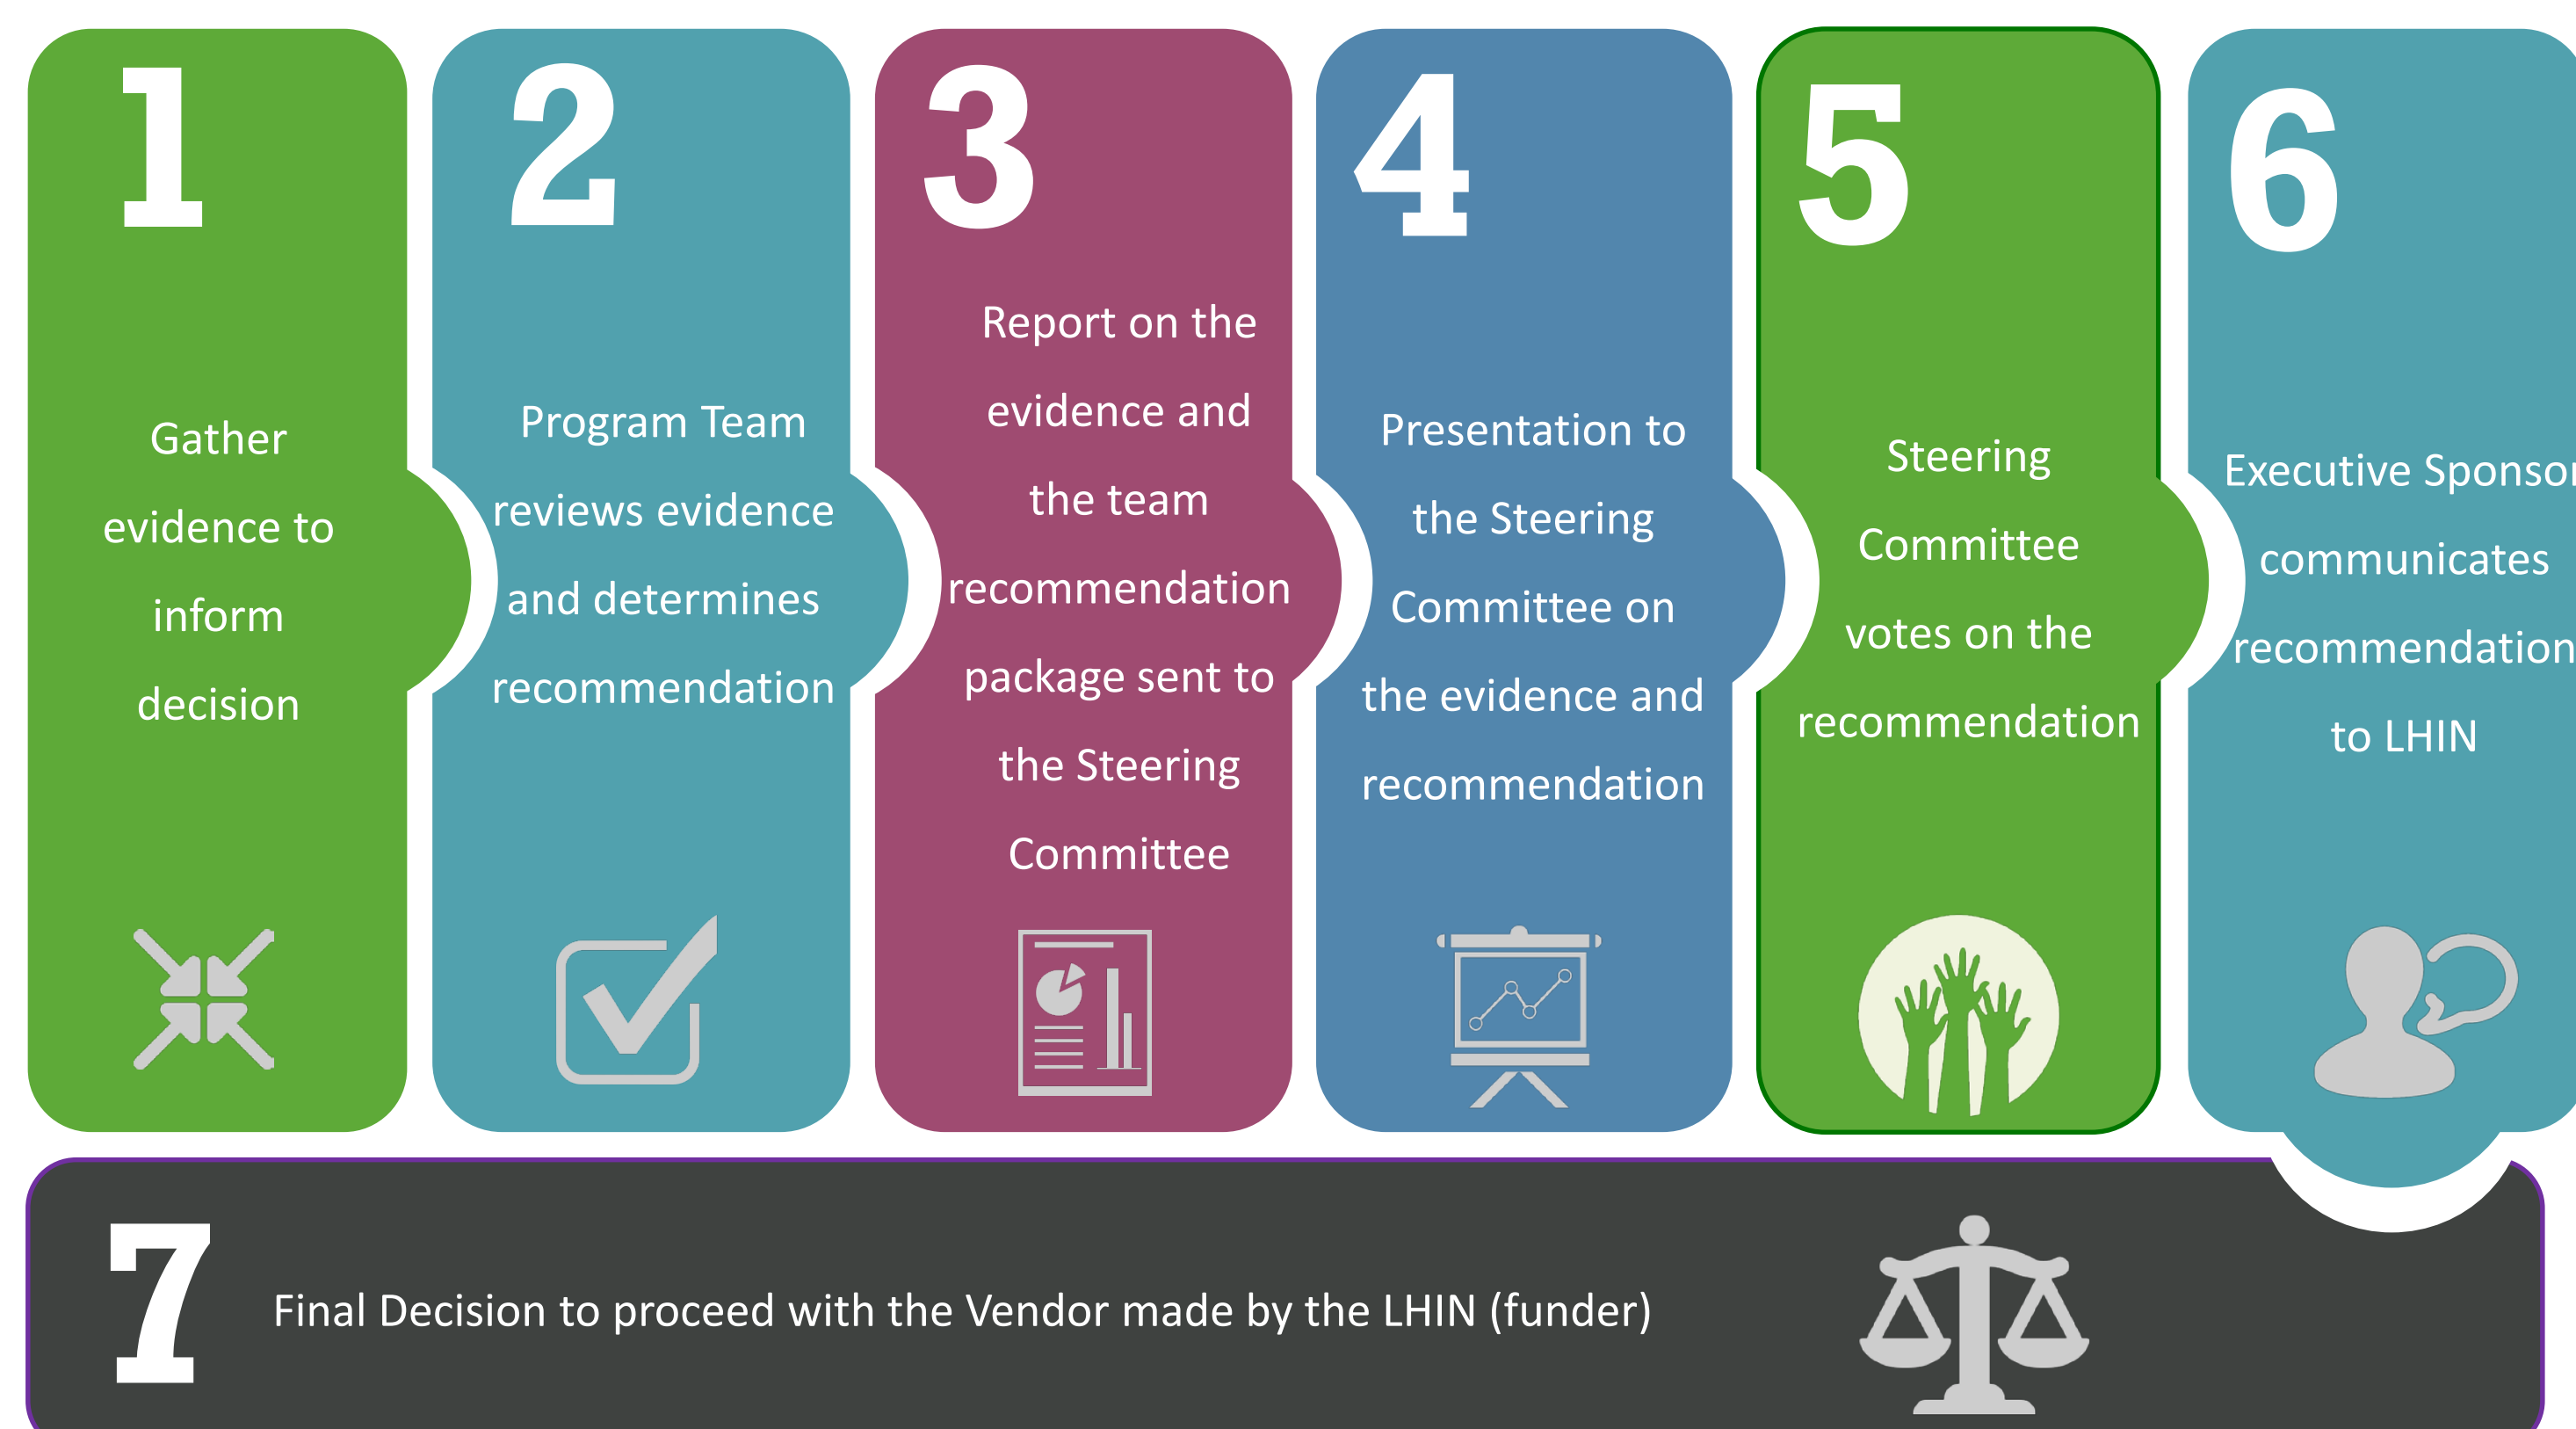 1
Gather
evidence to
inform
decision
2
Program Team
reviews evidence
and determines
recommendation
3
Report on the
evidence and
the team
recommendation
package sent to
the Steering
Committee
4
Presentation to
the Steering
Committee on
the evidence and
recommendation
5
Steering
Committee
votes on the
recommendation
6
Executive Sponsor
communicates
recommendation
to LHIN
7
Final Decision to proceed with the Vendor made by the LHIN (funder)